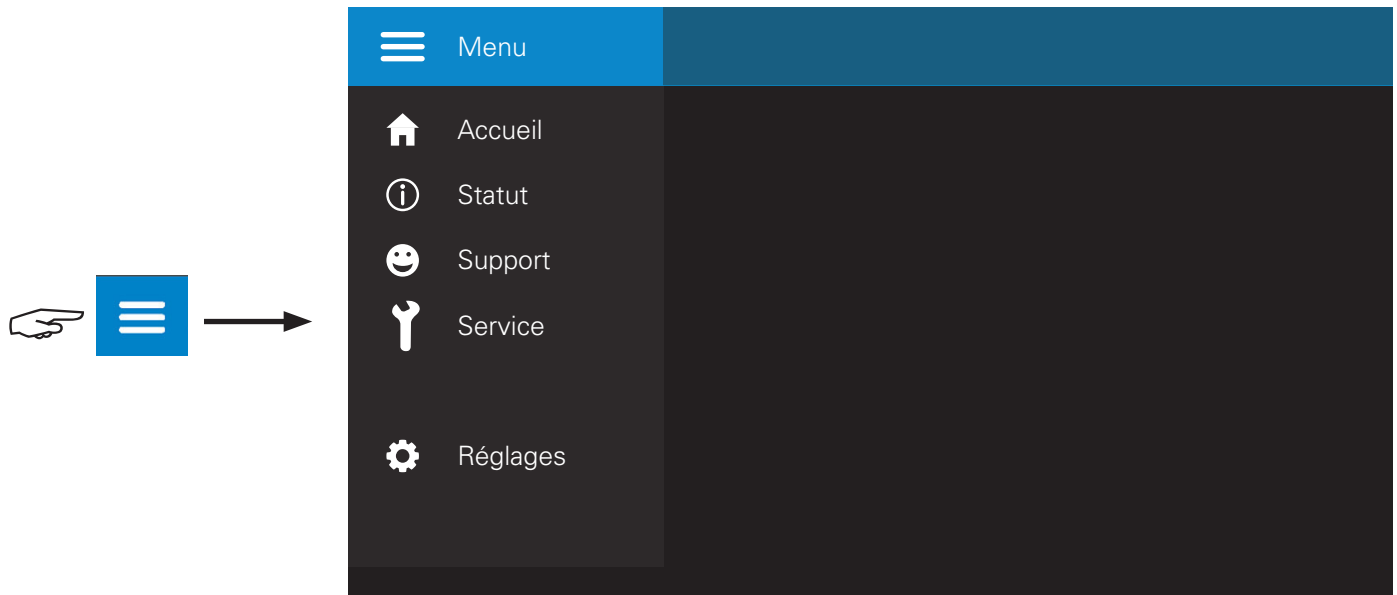 Menu
Accueil
Statut
Support
Service
Réglages